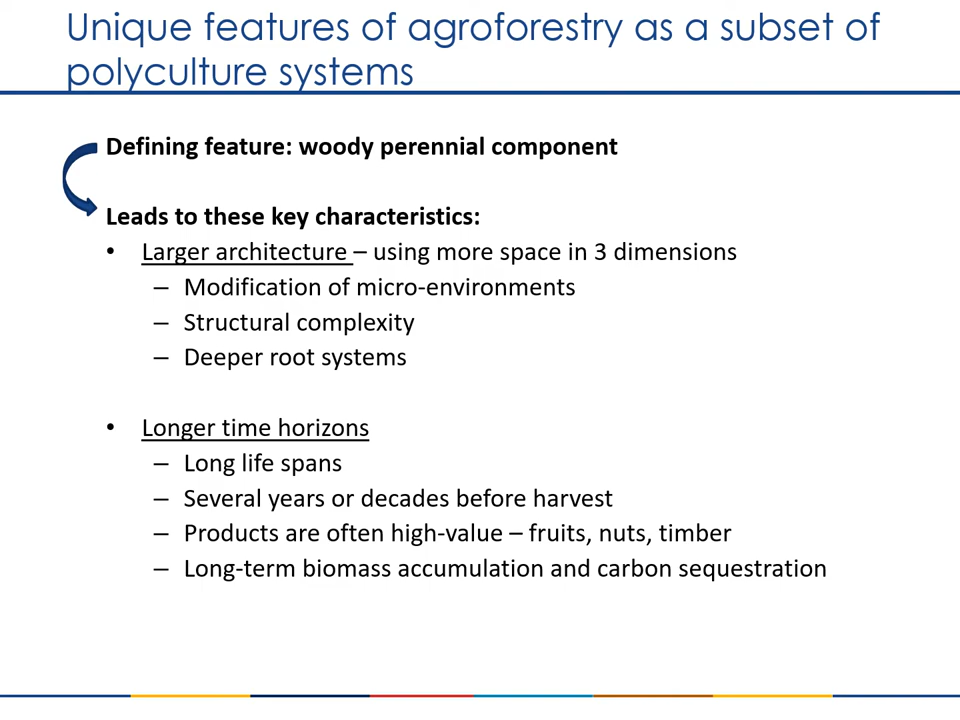 Unique features of agroforestry as a subset of
polyculture systems
Defining feature: woody perennial component
Leads to these key characteristics:
• Larger architecture – using more space in 3 dimensions
– Modification of micro-environments
– Structural complexity
– Deeper root systems
• Longer time horizons
– Long life spans
– Several years or decades before harvest
– Products are often high-value – fruits, nuts, timber
– Long-term biomass accumulation and carbon sequestration